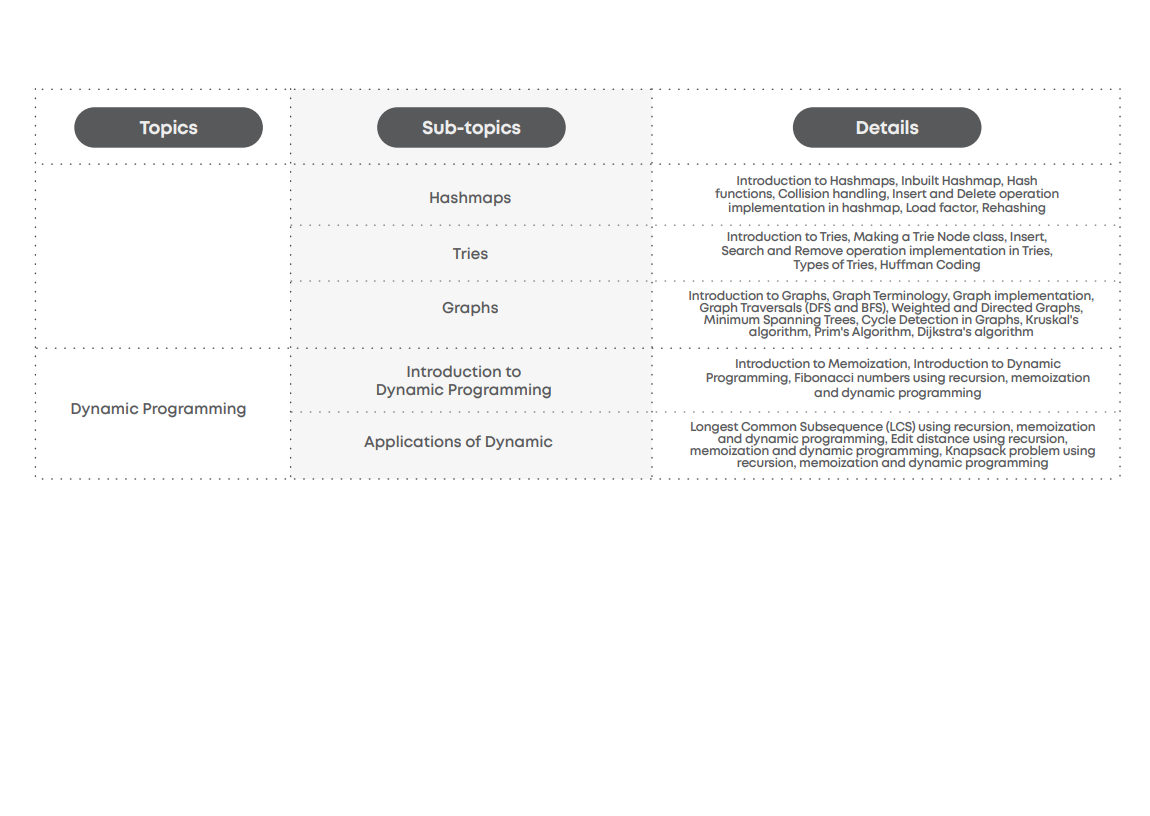 Topics
Sub-topics
Details
Hashmaps
Introduction to Hashmaps, Inbuilt Hashmap, Hash
functions, Collision handling, Insert and Delete operation
implementation in hashmap, Load factor, Rehashing
Tries
Introduction to Tries, Making a Trie Node class, Insert,
Search and Remove operation implementation in Tries,
Types of Tries, Huffman Coding
Graphs
Introduction to Graphs, Graph Terminology, Graph implementation,
Graph Traversals (DFS and BFS), Weighted and Directed Graphs,
Minimum Spanning Trees, Cycle Detection in Graphs, Kruskal's
algorithm, Prim's Algorithm, Dijkstra's algorithm
Dynamic Programming
Introduction to
Dynamic Programming
Introduction to Memoization, Introduction to Dynamic
Programming, Fibonacci numbers using recursion, memoization
and dynamic programming
Applications of Dynamic
Longest Common Subsequence (LCS) using recursion, memoization
and dynamic programming, Edit distance using recursion,
memoization and dynamic programming, Knapsack problem using
recursion, memoization and dynamic programming